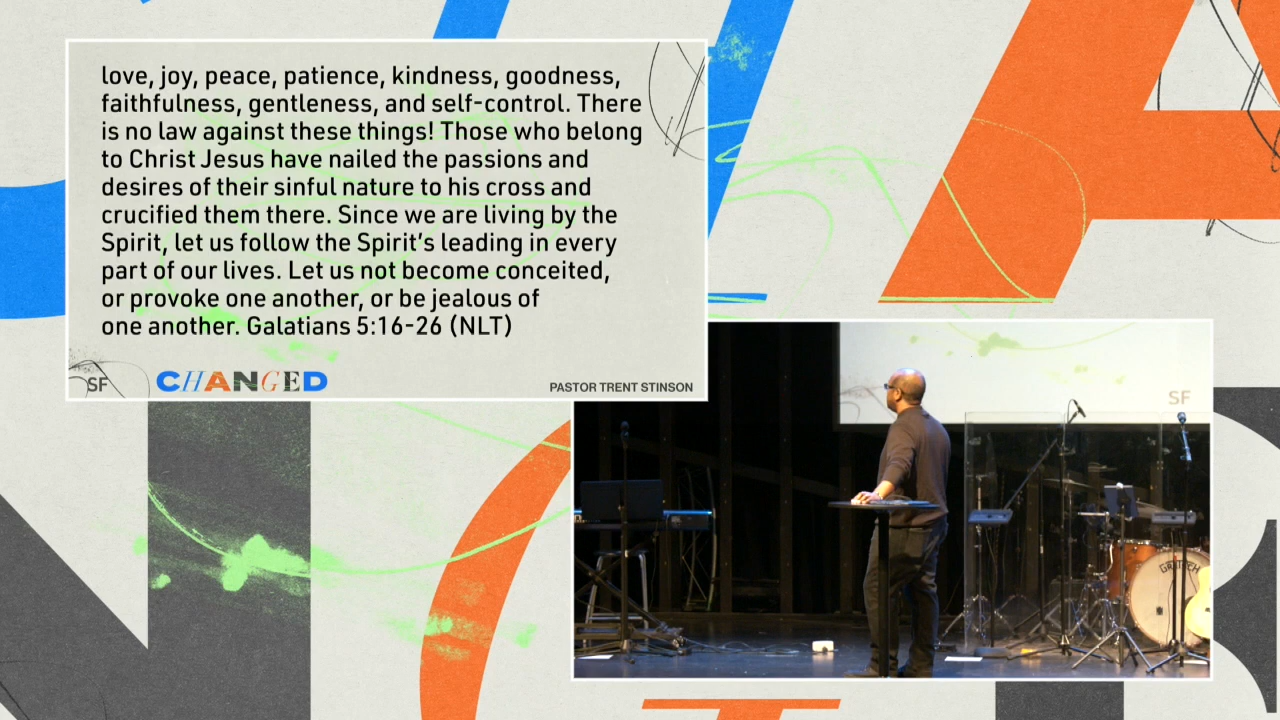 love, joy, peace, patience, kindness, goodness,
faithfulness, gentleness, and self-control. There
is no law against these things! Those who belong
to Christ Jesus have nailed the passions and
desires of their sinful nature to his cross and
crucified them there. Since we are living by the
Spirit, let us follow the Spirit’s leading in every
part of our lives. Let us not become conceited,
or provoke one another, or be jealous of
one another. Galatians 5:16-26 (NLT)
SF
CHANGED
PASTOR TRENT STINSON
SF
GRETSCH